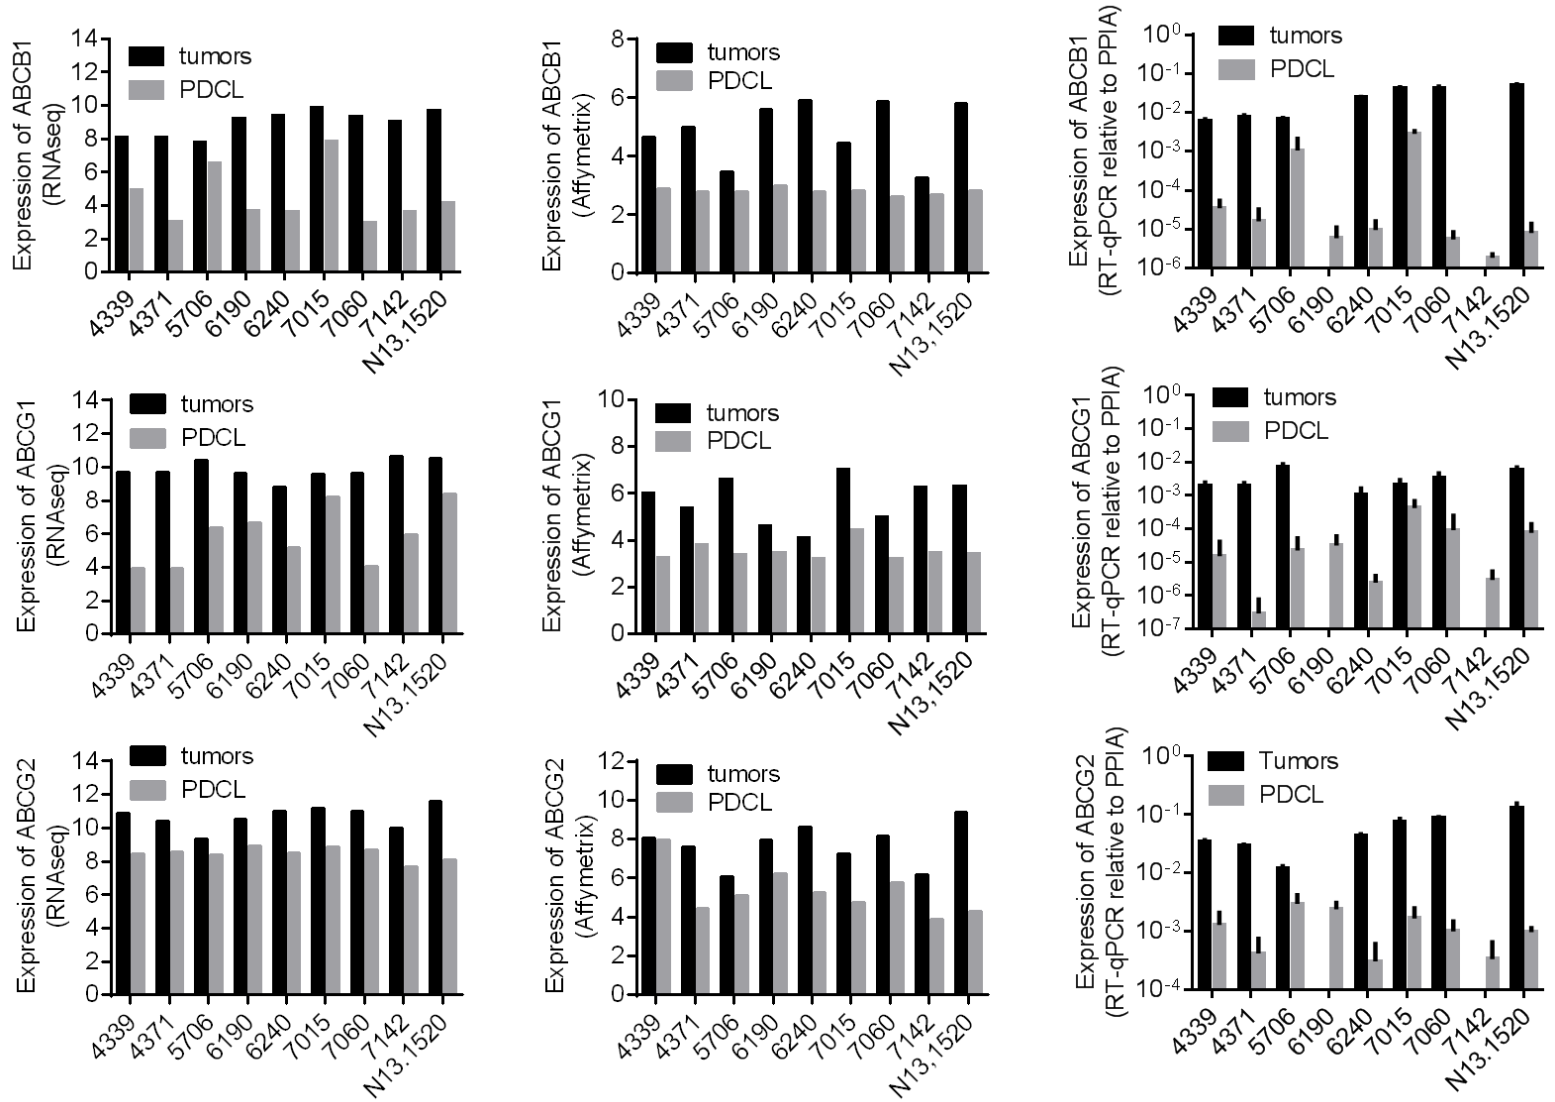 Expression of ABCB1
(RNAseq)
14
12
10
8
6
4
2
0
tumors
PDCL
4339
4371
5706
6190
6240
7015
7060
7142
N13. 1520
Expression of ABCB1
(Affymetrix)
8
6
4
2
0
tumors
PDCL
4339
4371
5706
6190
6240
7015
7060
7142
N13, 1520
Expression of ABCB1
(RT-qPCR relative to PPIA)
10^0
10^-1
10^-2
10^-3
10^-4
10^-5
10^-6
tumors
PDCL
4339
4371
5706
6190
6240
7015
7060
7142
N13. 1520
Expression of ABCG1
(RNAseq)
14
12
10
8
6
4
2
0
tumors
PDCL
4339
4371
5706
6190
6240
7015
7060
7142
N13. 1520
Expression of ABCG1
(Affymetrix)
10
8
6
4
2
0
tumors
PDCL
4339
4371
5706
6190
6240
7015
7060
7142
N13, 1520
Expression of ABCG1
(RT-qPCR relative to PPIA)
10^0
10^-1
10^-2
10^-3
10^-4
10^-5
10^-6
10^-7
tumors
PDCL
4339
4371
5706
6190
6240
7015
7060
7142
N13. 1520
Expression of ABCG2
(RNAseq)
14
12
10
8
6
4
2
0
tumors
PDCL
4339
4371
5706
6190
6240
7015
7060
7142
N13. 1520
Expression of ABCG2
(Affymetrix)
12
10
8
6
4
2
0
tumors
PDCL
4339
4371
5706
6190
6240
7015
7060
7142
N13, 1520
Expression of ABCG2
(RT-qPCR relative to PPIA)
10^0
10^-1
10^-2
10^-3
10^-4
Tumors
PDCL
4339
4371
5706
6190
6240
7015
7060
7142
N13. 1520